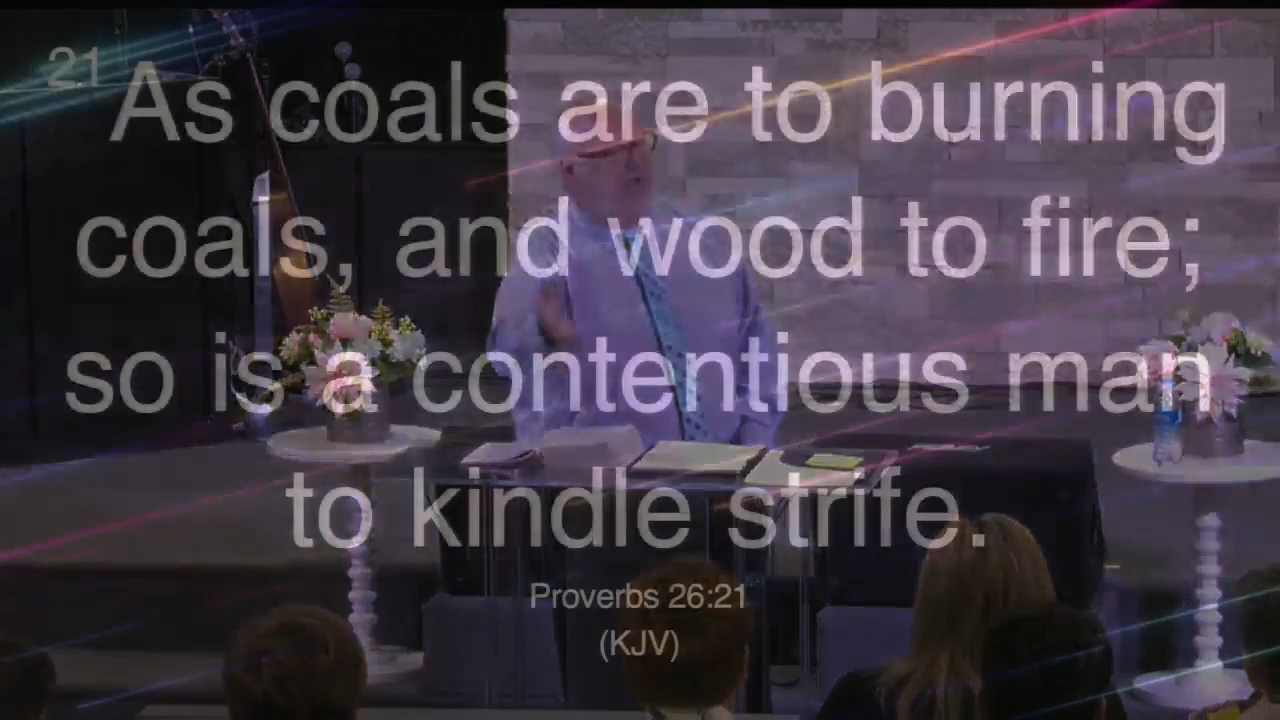 21 As coals are to burning
coals, and wood to fire;
so is a contentious man
to kindle strife.
Proverbs 26:21
(KJV)